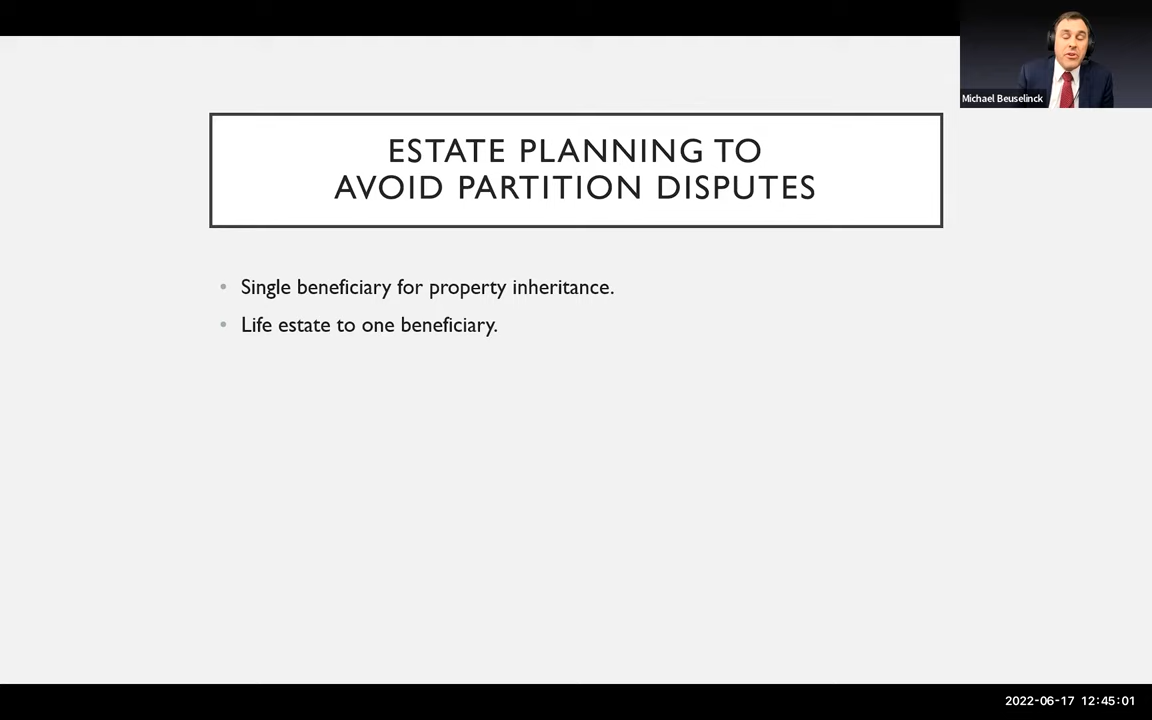 Michael Beuselinck
ESTATE PLANNING TO
AVOID PARTITION DISPUTES
• Single beneficiary for property inheritance.
• Life estate to one beneficiary.
2022-06-17 12:45:01